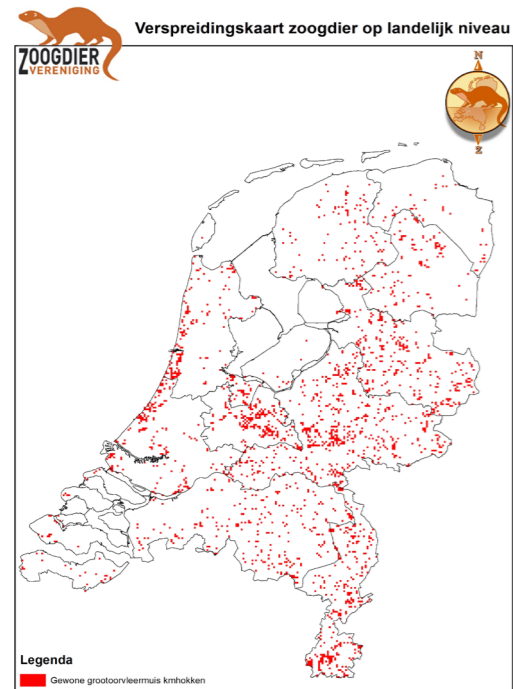 Verspreidingskaart zoogdier op landelijk niveau
ZOOGDIER
VERENIGING
N
Z
Legenda
Gewone grootoorvleermuis kmhokken